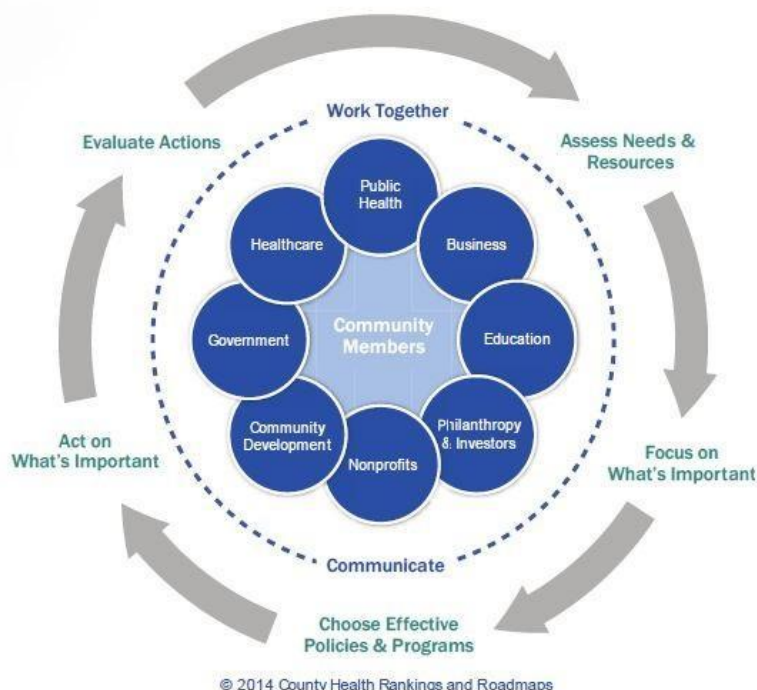 Work Together
Evaluate Actions
Assess Needs &
Resources
Public
Health
Healthcare
Business
Government
Community
Members
Education
Community
Development
Philanthropy
& Investors
Nonprofits
Act on
What's Important
Focus on
What's Important
Communicate
Choose Effective
Policies & Programs
© 2014 County Health Rankings and Roadmaps